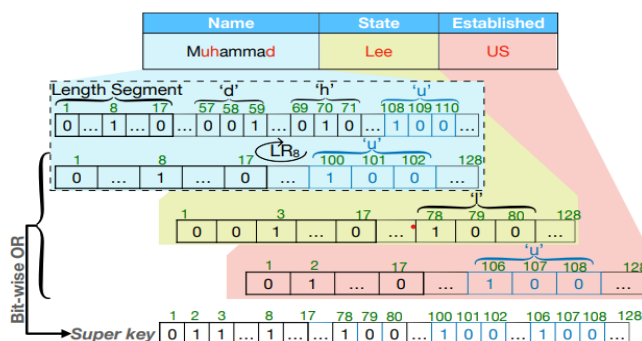 Name State Established
Muhammad Lee US
Length Segment 'd' 'h' 'u'
1 8 17 57 58 59 69 70 71 108 109 110
0 ... 1 ... 0 ... 0 0 1 ... 0 1 0 ... 1 0 0 ...
LR8 'u'
1 8 17 100 101 102 128
0 ... 1 ... 0 ... 1 0 0 ...
'l'
1 3 17 78 79 80 128
0 0 1 ... 0 ... 1 0 0 ...
'u'
1 2 17 106 107 108 128
0 1 ... 0 ... 1 0 0 ...
Bit-wise OR
1 2 3 8 17 78 79 80 100 101 102 106 107 108 128
Super key 0 1 1 ... 1 ... ... 1 0 0 ... 1 0 0 ... 1 0 0 ...